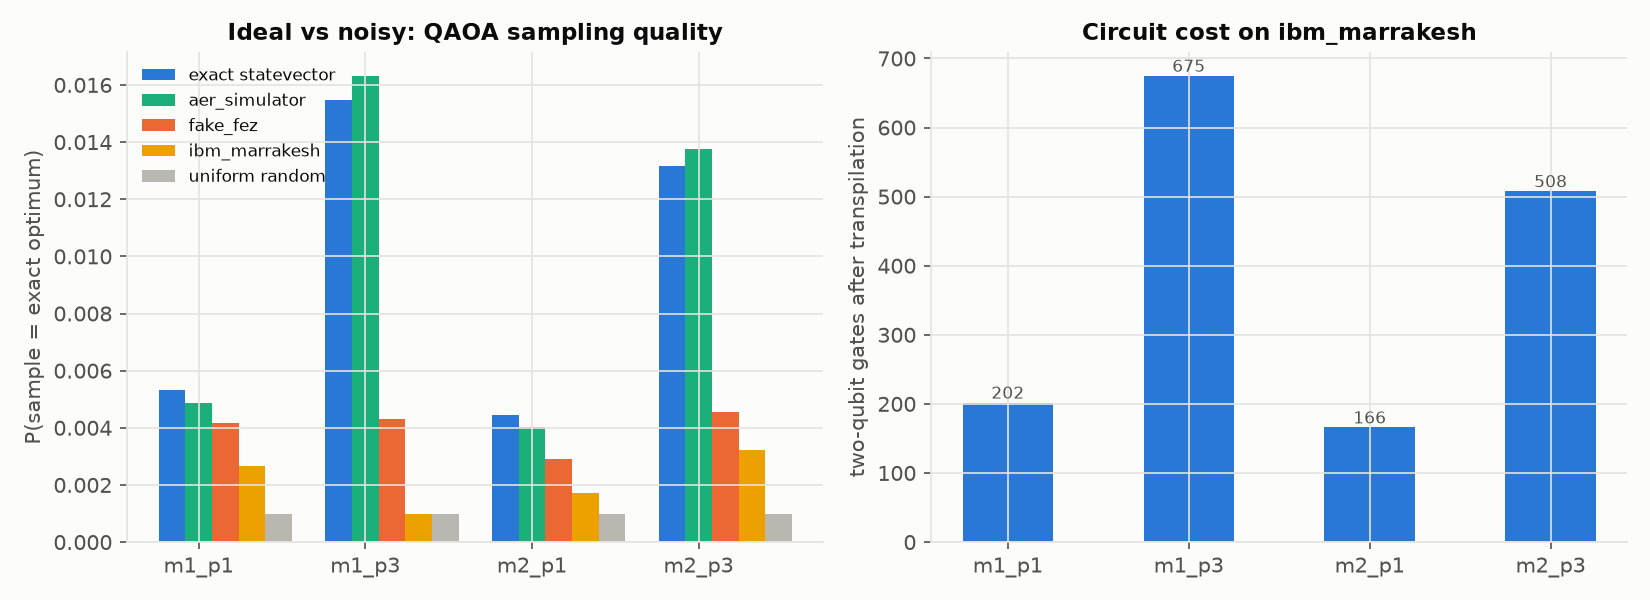 Ideal vs noisy: QAOA sampling quality
P(sample = exact optimum)
0.016
0.014
0.012
0.010
0.008
0.006
0.004
0.002
0.000
exact statevector
aer_simulator
fake_fez
ibm_marrakesh
uniform random
m1_p1
m1_p3
m2_p1
m2_p3
Circuit cost on ibm_marrakesh
two-qubit gates after transpilation
700
600
500
400
300
200
100
0
202
675
166
508
m1_p1
m1_p3
m2_p1
m2_p3